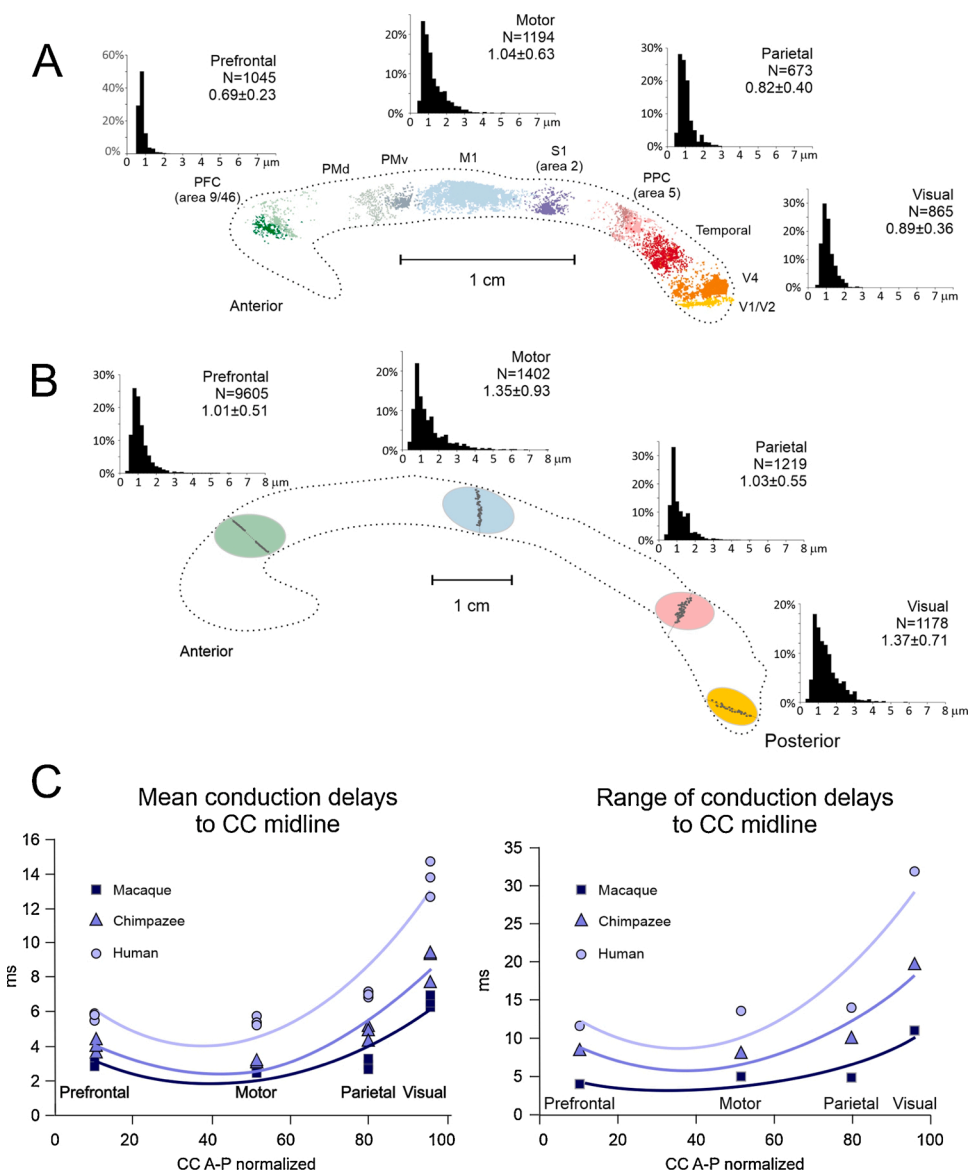 A
Prefrontal
N=1045
0.69±0.23
60%
40%
20%
0%
1 2 3 4 5 6 7 μm
Motor
N=1194
1.04±0.63
20%
10%
0%
1 2 3 4 5 6 7 8 μm
Parietal
N=673
0.82±0.40
30%
20%
10%
0%
1 2 3 4 5 6 7 μm
Visual
N=865
0.89±0.36
30%
20%
10%
0%
0 1 2 3 4 5 6 7 8 μm
PFC
(area 9/46)
PMd
PMv
M1
S1
(area 2)
PPC
(area 5)
Temporal
V4
V1/V2
1 cm
Anterior
B
Prefrontal
N=9605
1.01±0.51
30%
20%
10%
0%
0 1 2 3 4 5 6 7 8 μm
Motor
N=1402
1.35±0.93
20%
10%
0%
0 1 2 3 4 5 6 7 8 μm
Parietal
N=1219
1.03±0.55
30%
20%
10%
0%
0 1 2 3 4 5 6 7 8 μm
Visual
N=1178
1.37±0.71
20%
10%
0%
0 1 2 3 4 5 6 7 8 μm
1 cm
Anterior
Posterior
C
Mean conduction delays
to CC midline
16
14
12
10
8
6
4
2
0
ms
Macaque
Chimpazee
Human
Prefrontal Motor Parietal Visual
0 20 40 60 80 100
CC A-P normalized
Range of conduction delays
to CC midline
35
30
25
20
15
10
5
0
ms
Macaque
Chimpazee
Human
Prefrontal Motor Parietal Visual
0 20 40 60 80 100
CC A-P normalized